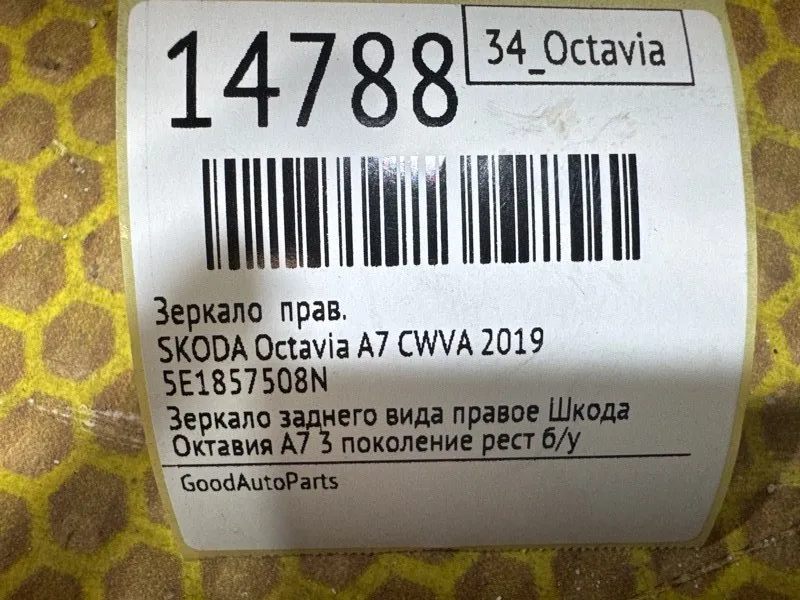 14788
34_Octavia
Зеркало прав.
SKODA Octavia A7 CWVA 2019
5E1857508N
Зеркало заднего вида правое Шкода
Октавия А7 3 поколение рест б/у
GoodAutoParts